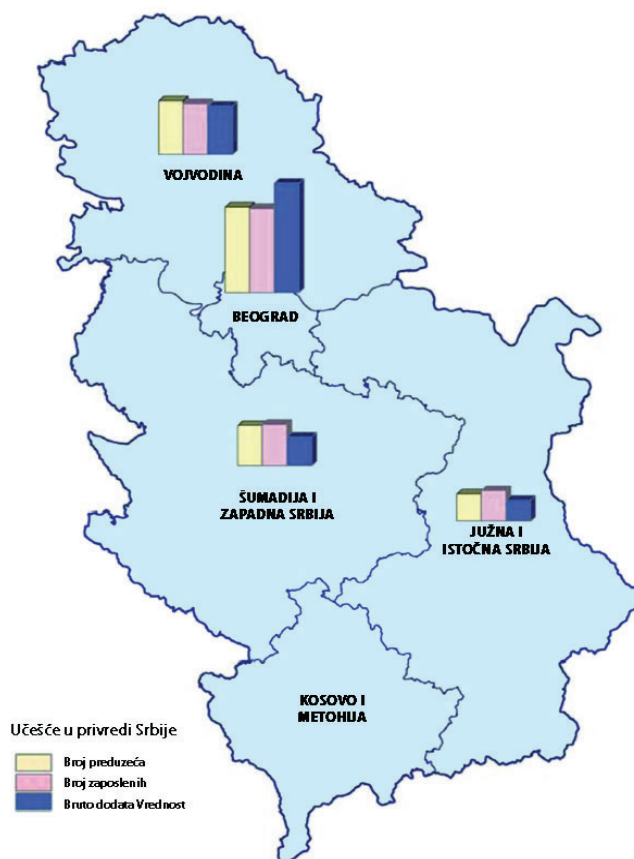 VOJVODINA
BEOGRAD
ŠUMADIJA I
ZAPADNA SRBIJA
JUŽNA I
ISTOČNA SRBIJA
KOSOVO I
METOHIJA
Učešće u privredi Srbije
Broj preduzeća
Broj zaposlenih
Bruto dodata Vrednost